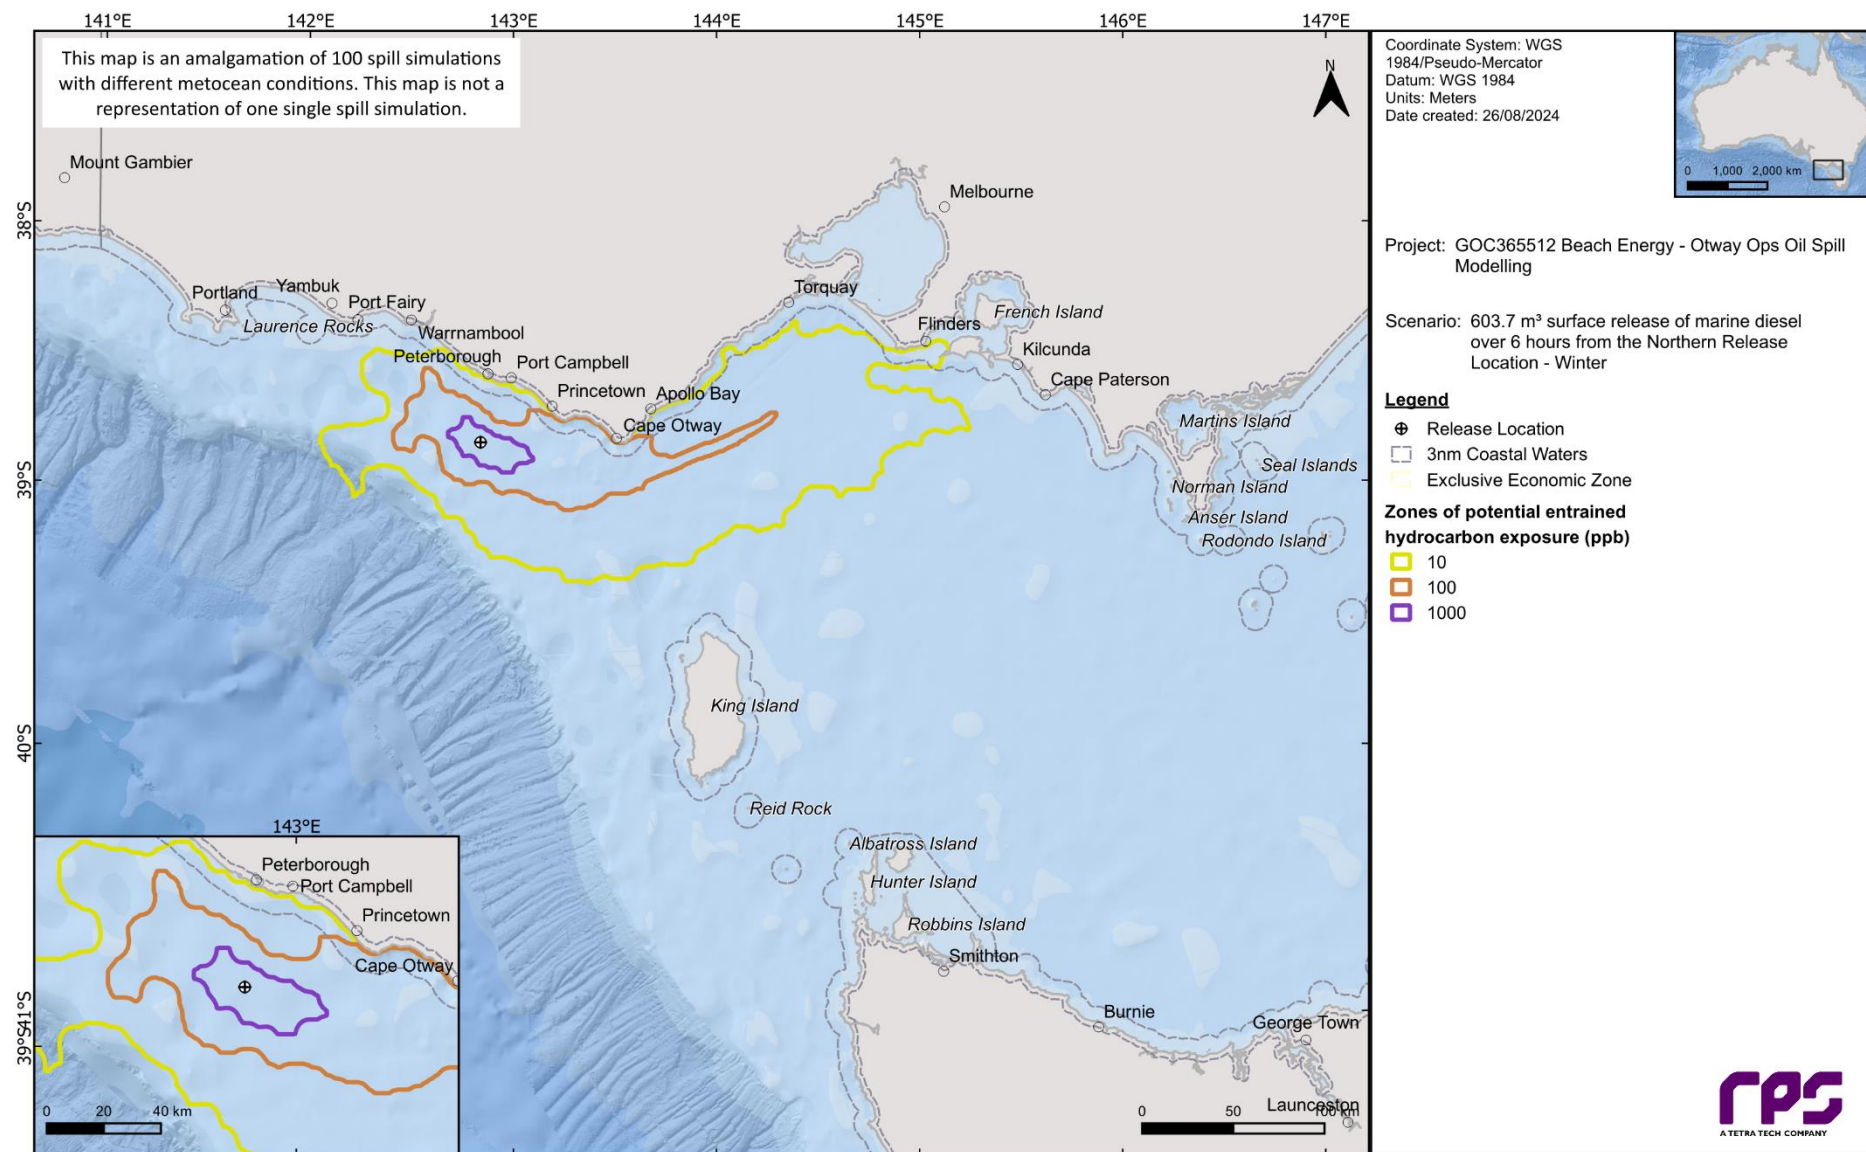 141°E
142°E
143°E
144°E
145°E
146°E
147°E
This map is an amalgamation of 100 spill simulations
with different metocean conditions. This map is not a
representation of one single spill simulation.
N
Mount Gambier
Melbourne
38°S
Portland
Yambuk
Port Fairy
Laurence Rocks
Warrnambool
Torquay
French Island
Flinders
Peterborough
Port Campbell
Kilcunda
Princetown
Apollo Bay
Cape Paterson
Cape Otway
Martins Island
Seal Islands
39°S
Norman Island
Anser Island
Rodondo Island
King Island
40°S
Reid Rock
Albatross Island
Hunter Island
Robbins Island
Smithton
Burnie
George Town
Launceston
41°S
0 50 100 km
143°E
Peterborough
Port Campbell
Princetown
Cape Otway
39°S
0 20 40 km
Coordinate System: WGS
1984/Pseudo-Mercator
Datum: WGS 1984
Units: Meters
Date created: 26/08/2024
0 1,000 2,000 km
Project: GOC365512 Beach Energy - Otway Ops Oil Spill
Modelling
Scenario: 603.7 m³ surface release of marine diesel
over 6 hours from the Northern Release
Location - Winter
Legend
Release Location
3nm Coastal Waters
Exclusive Economic Zone
Zones of potential entrained
hydrocarbon exposure (ppb)
10
100
1000
rps
A TETRA TECH COMPANY